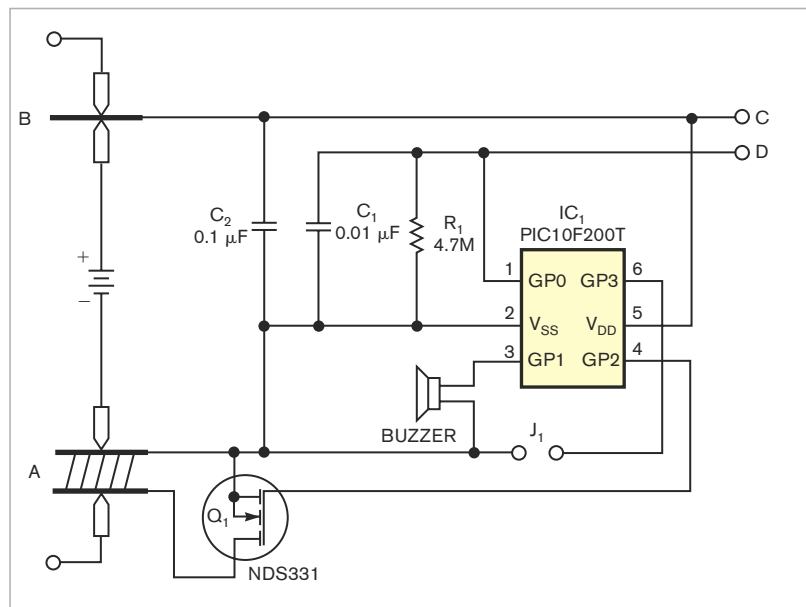 B
C
D
C2
0.1 μF
C1
0.01 μF
R1
4.7M
IC1
PIC10F200T
+
−
1
GP0
GP3
6
2
VSS
VDD
5
3
GP1
GP2
4
BUZZER
J1
A
Q1
NDS331